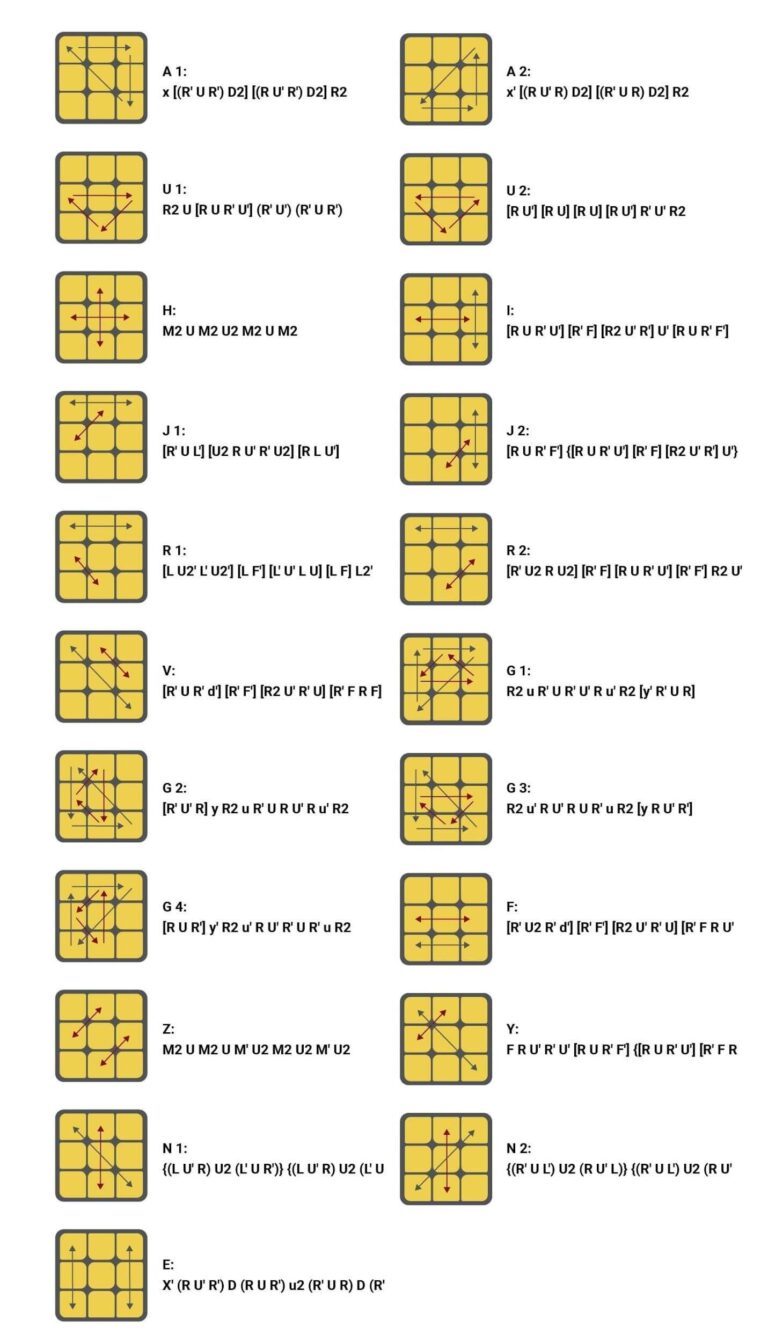 A 1:
x [(R' U R') D2] [(R U' R') D2] R2
A 2:
x' [(R U' R) D2] [(R' U R) D2] R2
U 1:
R2 U [R U R' U'] (R' U') (R' U R')
U 2:
[R U'] [R U] [R U] [R U'] R' U' R2
H:
M2 U M2 U2 M2 U M2
I:
[R U R' U'] [R' F] [R2 U' R'] U' [R U R' F']
J 1:
[R' U L'] [U2 R U' R' U2] [R L U']
J 2:
[R U R' F'] {[R U R' U'] [R' F] [R2 U' R'] U'}
R 1:
[L U2' L' U2'] [L F'] [L' U' L U] [L F] L2'
R 2:
[R' U2 R U2] [R' F] [R U R' U'] [R' F'] R2 U'
V:
[R' U R' d'] [R' F'] [R2 U' R' U] [R' F R F]
G 1:
R2 u R' U R' U' R u' R2 [y' R' U R]
G 2:
[R' U' R] y R2 u R' U R U' R u' R2
G 3:
R2 u' R U' R U R' u R2 [y R U' R']
G 4:
[R U R'] y' R2 u' R U' R' U R' u R2
F:
[R' U2 R' d'] [R' F'] [R2 U' R' U] [R' F R U'
Z:
M2 U M2 U M' U2 M2 U2 M' U2
Y:
F R U' R' U' [R U R' F'] {[R U R' U'] [R' F R
N 1:
{(L U' R) U2 (L' U R')} {(L U' R) U2 (L' U
N 2:
{(R' U L') U2 (R U' L)} {(R' U L') U2 (R U'
E:
X' (R U' R') D (R U R') u2 (R' U R) D (R'